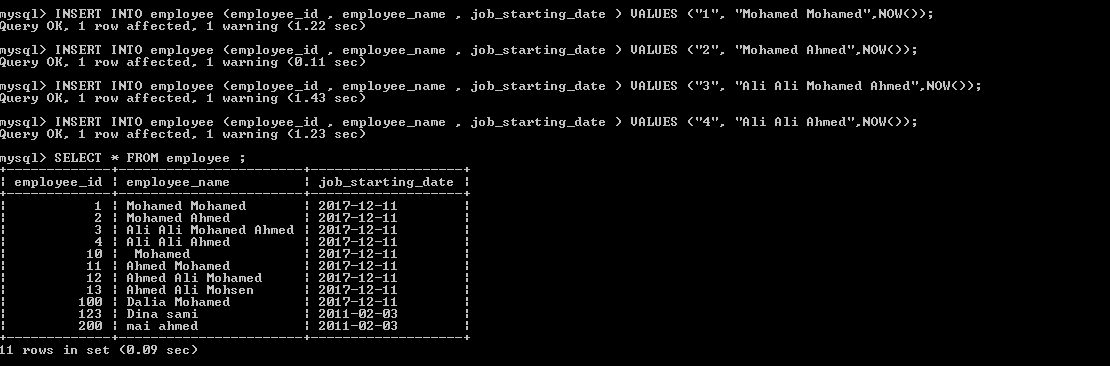 mysql> INSERT INTO employee (employee_id , employee_name , job_starting_date ) VALUES ("1", "Mohamed Mohamed",NOW());
Query OK, 1 row affected, 1 warning (1.22 sec)
mysql> INSERT INTO employee (employee_id , employee_name , job_starting_date ) VALUES ("2", "Mohamed Ahmed",NOW());
Query OK, 1 row affected, 1 warning (0.11 sec)
mysql> INSERT INTO employee (employee_id , employee_name , job_starting_date ) VALUES ("3", "Ali Ali Mohamed Ahmed",NOW());
Query OK, 1 row affected, 1 warning (1.43 sec)
mysql> INSERT INTO employee (employee_id , employee_name , job_starting_date ) VALUES ("4", "Ali Ali Ahmed",NOW());
Query OK, 1 row affected, 1 warning (1.23 sec)
mysql> SELECT * FROM employee ;
+-------------+-----------------------+-------------------+
| employee_id | employee_name         | job_starting_date |
+-------------+-----------------------+-------------------+
|           1 | Mohamed Mohamed       | 2017-12-11        |
|           2 | Mohamed Ahmed         | 2017-12-11        |
|           3 | Ali Ali Mohamed Ahmed | 2017-12-11        |
|           4 | Ali Ali Ahmed         | 2017-12-11        |
|          10 |  Mohamed              | 2017-12-11        |
|          11 | Ahmed Mohamed         | 2017-12-11        |
|          12 | Ahmed Ali Mohamed     | 2017-12-11        |
|          13 | Ahmed Ali Mohsen      | 2017-12-11        |
|         100 | Dalia Mohamed         | 2017-12-11        |
|         123 | Dina sami             | 2011-02-03        |
|         200 | mai ahmed             | 2011-02-03        |
+-------------+-----------------------+-------------------+
11 rows in set (0.09 sec)